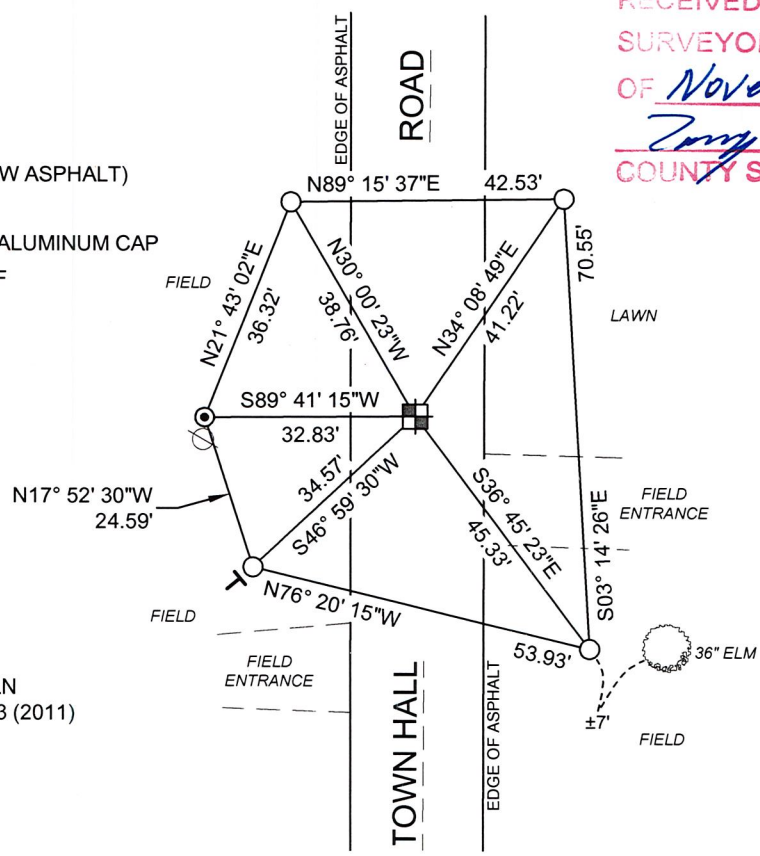 RECEIVED
SURVEYO
OF Nove
COUNTY S
EDGE OF ASPHALT
ROAD
W ASPHALT)
ALUMINUM CAP
N89° 15' 37"E 42.53'
FIELD
N21° 43' 02"E
36.32'
N30° 00' 23"W
38.76'
N34° 08' 49"E
41.22'
70.55'
LAWN
S89° 41' 15"W
32.83'
34.57'
S46° 59' 30"W
S36° 45' 23"E
45.33'
S03° 14' 26"E
FIELD
ENTRANCE
N17° 52' 30"W
24.59'
N76° 20' 15"W
53.93'
FIELD
FIELD
ENTRANCE
36" ELM
±7'
FIELD
TOWN HALL
EDGE OF ASPHALT
3 (2011)